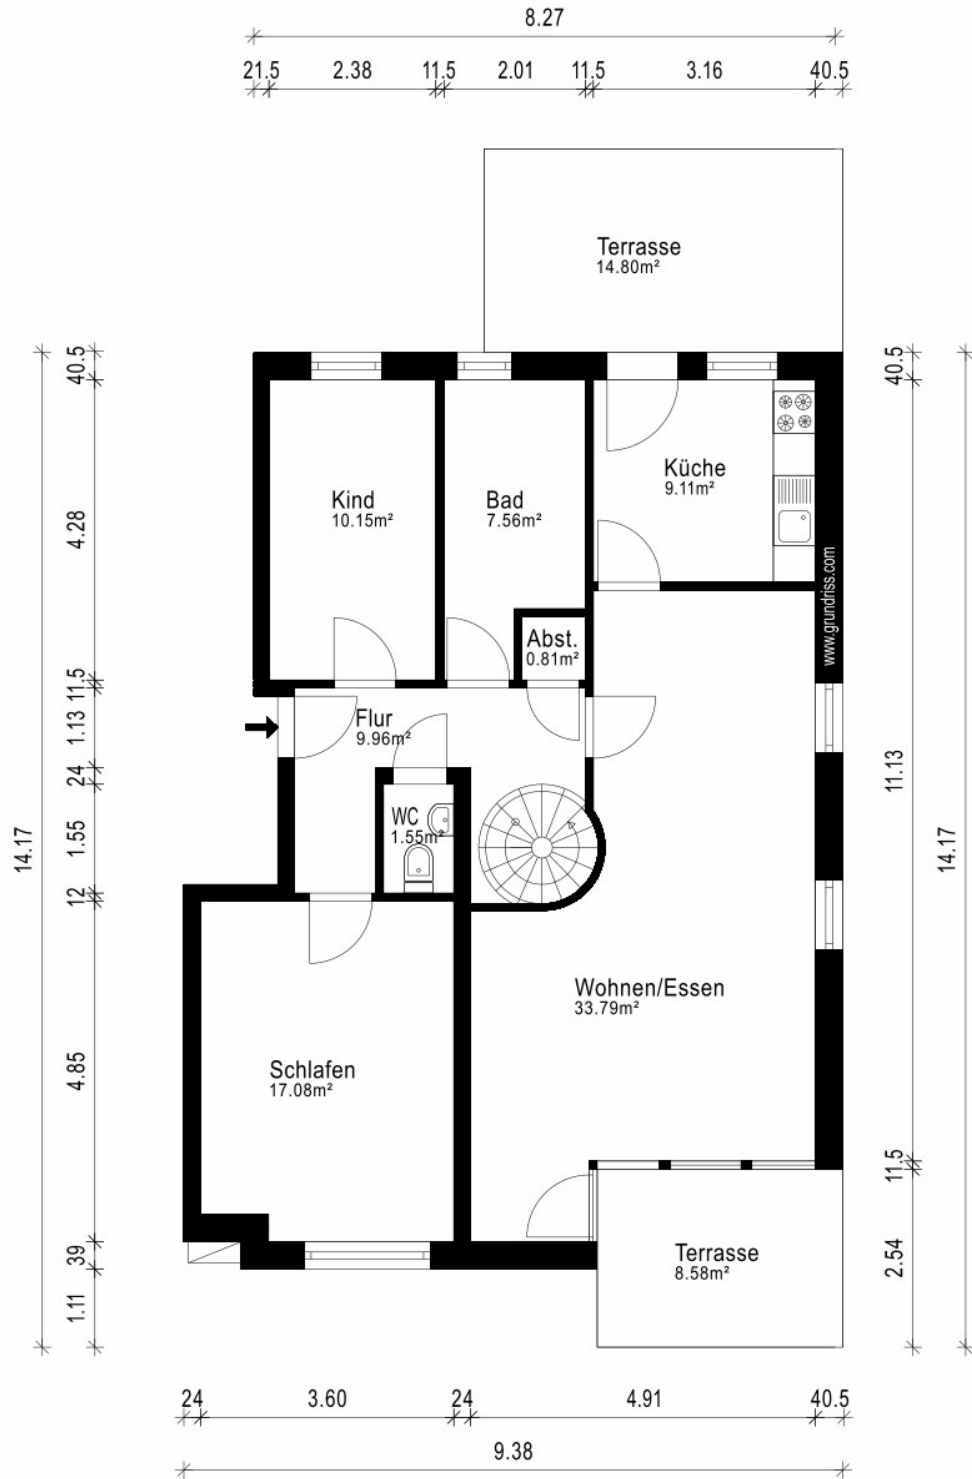 8.27
21.5 2.38 11.5 2.01 11.5 3.16 40.5
Terrasse
14.80m²
40.5
40.5
Küche
9.11m²
Kind
10.15m²
Bad
7.56m²
4.28
www.grundriss.com
Abst.
0.81m²
11.5
Flur
9.96m²
1.13
24
11.13
WC
1.55m²
1.55
14.17
14.17
12
Wohnen/Essen
33.79m²
Schlafen
17.08m²
4.85
11.5
Terrasse
8.58m²
39
2.54
1.11
24 3.60 24 4.91 40.5
9.38